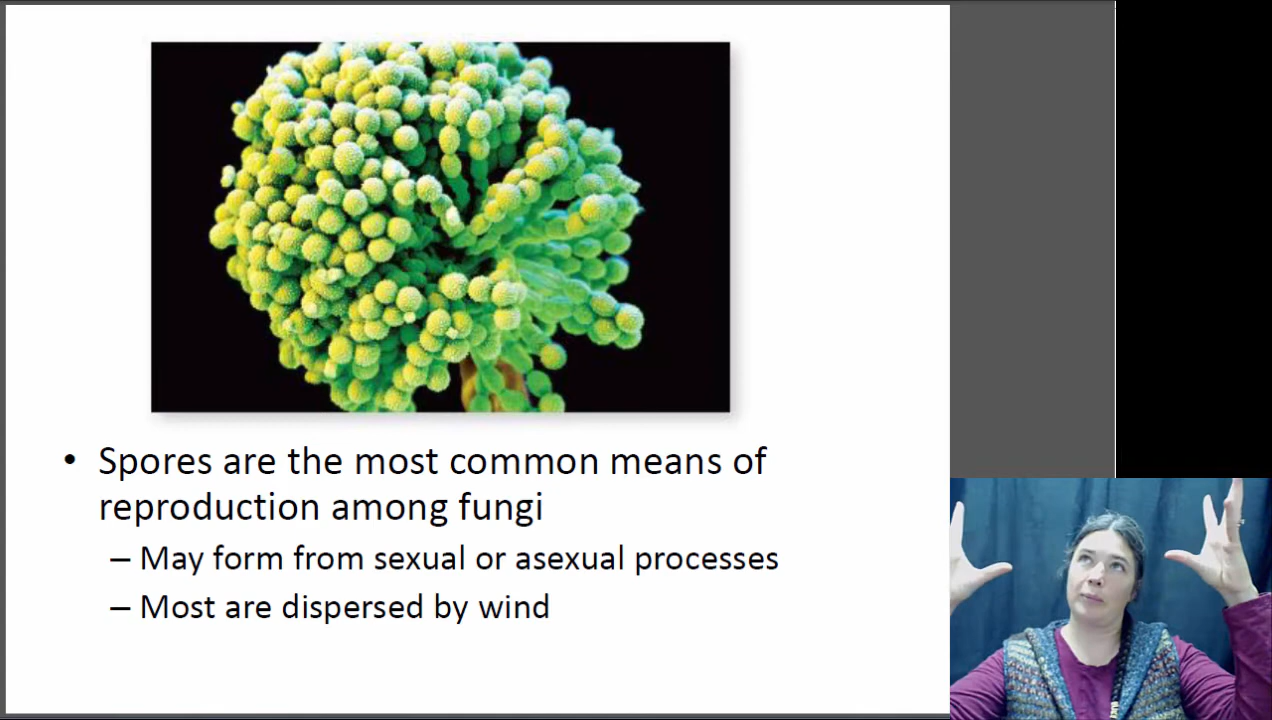 • Spores are the most common means of
reproduction among fungi
– May form from sexual or asexual processes
– Most are dispersed by wind